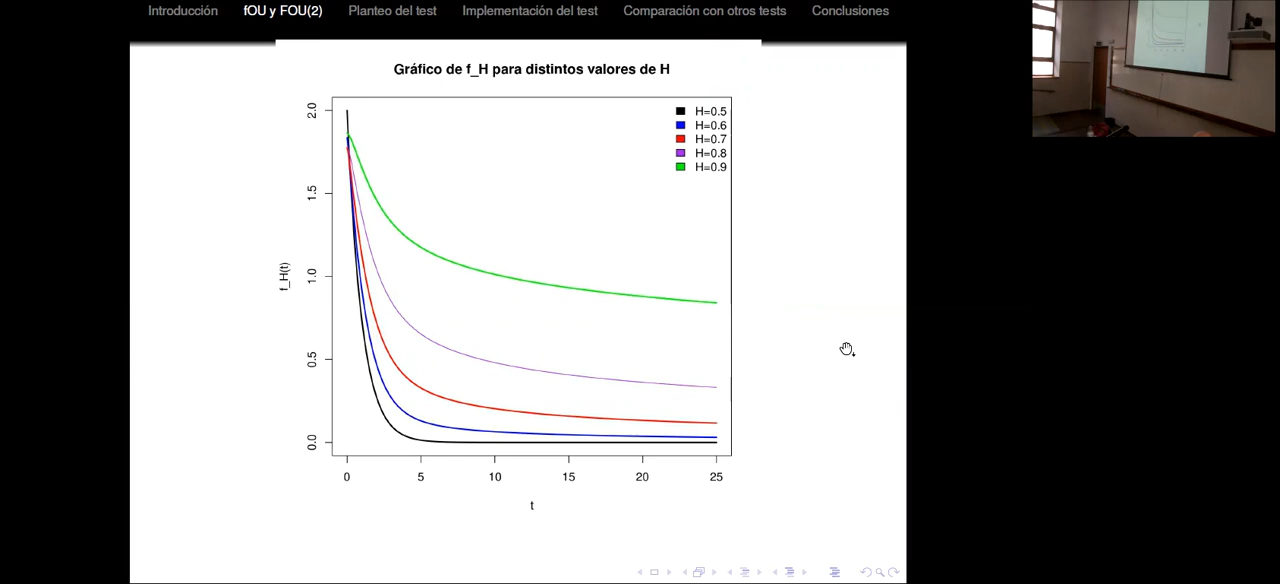 Introducción fOU y FOU(2) Planteo del test Implementación del test Comparación con otros tests Conclusiones
Gráfico de f_H para distintos valores de H
H=0.5
H=0.6
H=0.7
H=0.8
H=0.9
2.0
1.5
1.0
0.5
0.0
f_H(t)
0 5 10 15 20 25
t